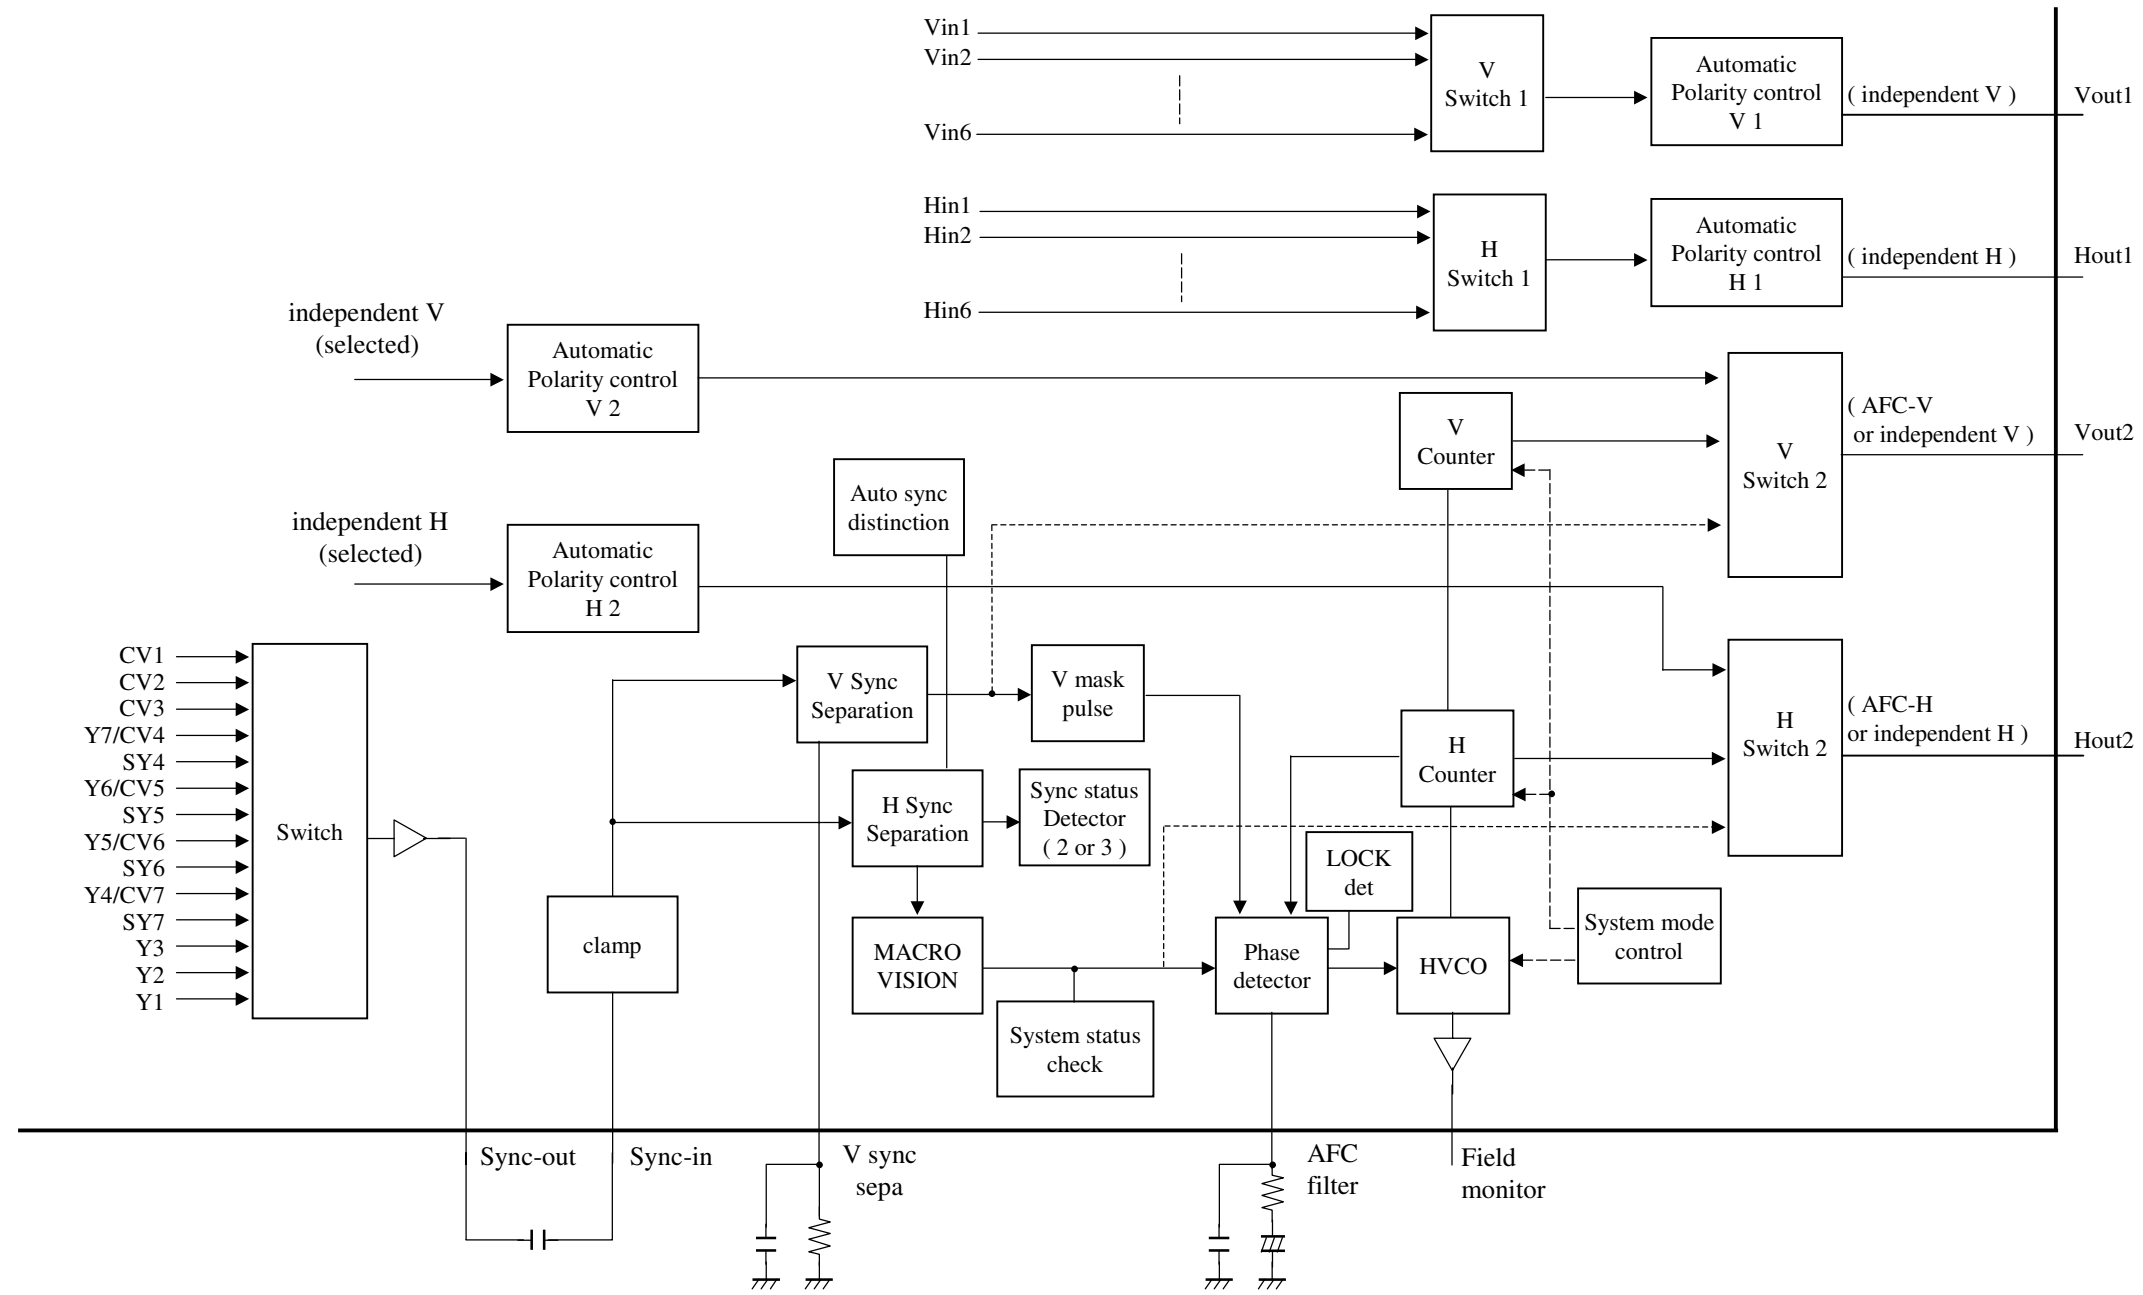 Vin1
Vin2
Vin6
V
Switch 1
Automatic
Polarity control
V 1
( independent V )
Vout1
Hin1
Hin2
Hin6
H
Switch 1
Automatic
Polarity control
H 1
( independent H )
Hout1
independent V
(selected)
Automatic
Polarity control
V 2
V
Counter
V
Switch 2
( AFC-V
or independent V )
Vout2
Auto sync
distinction
independent H
(selected)
Automatic
Polarity control
H 2
CV1
CV2
CV3
Y7/CV4
SY4
Y6/CV5
SY5
Y5/CV6
SY6
Y4/CV7
SY7
Y3
Y2
Y1
Switch
V Sync
Separation
V mask
pulse
H
Counter
H
Switch 2
( AFC-H
or independent H )
Hout2
H Sync
Separation
Sync status
Detector
( 2 or 3 )
LOCK
det
clamp
MACRO
VISION
Phase
detector
HVCO
System mode
control
System status
check
Sync-out
Sync-in
V sync
sepa
AFC
filter
Field
monitor